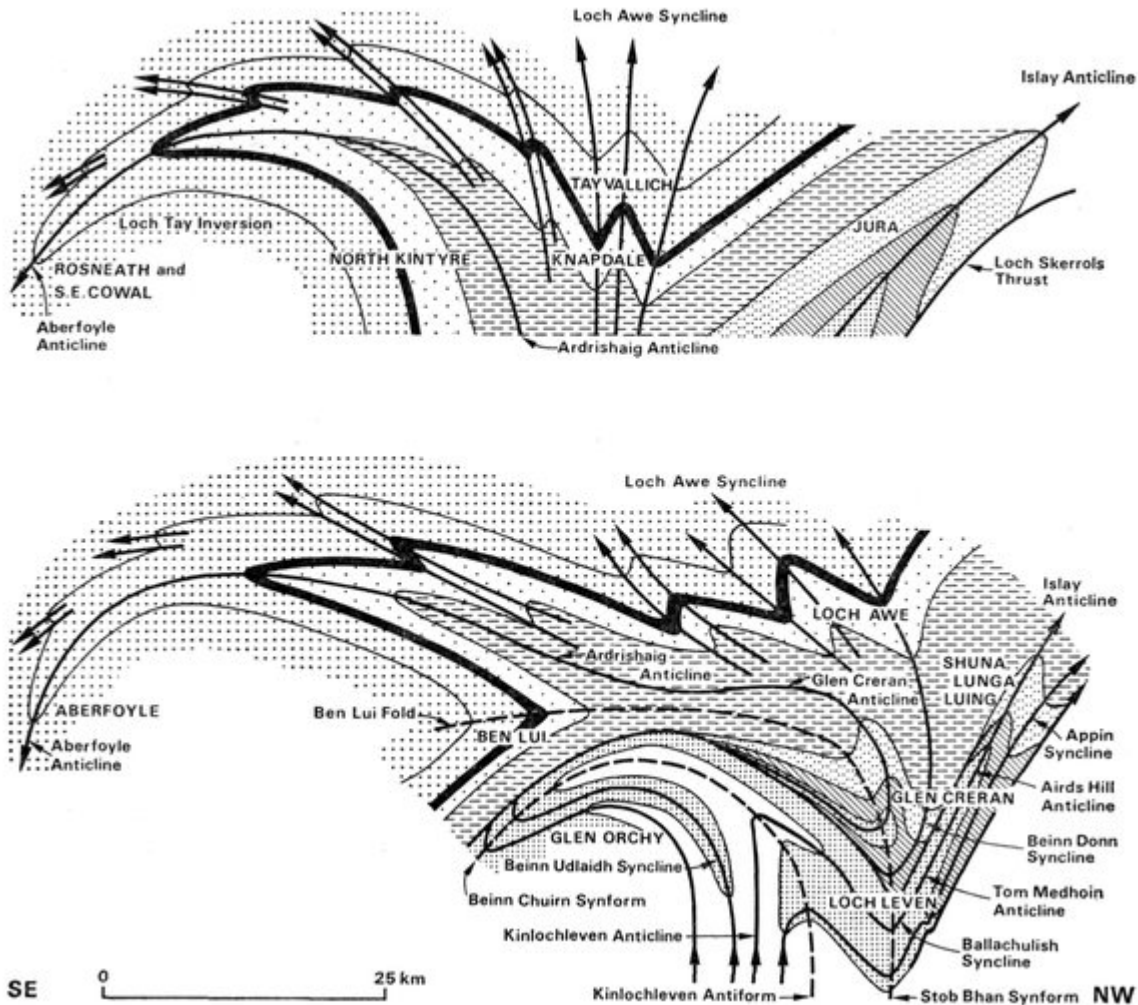 Loch Awe Syncline
Islay Anticline
TAYVALLICH
Loch Tay Inversion
JURA
NORTH KINTYRE
KNAPDALE
ROSNEATH and
S.E. COWAL
Loch Skerrols
Thrust
Aberfoyle
Anticline
Ardrishaig Anticline
Loch Awe Syncline
Islay
Anticline
LOCH AWE
Ardrishaig
Anticline
Glen Creran
Anticline
SHUNA
LUNGA
LUING
ABERFOYLE
Ben Lui Fold
BEN LUI
Appin
Syncline
Aberfoyle
Anticline
GLEN CRERAN
Airds Hill
Anticline
GLEN ORCHY
Beinn Donn
Syncline
Beinn Udlaidh Syncline
Beinn Chuirn Synform
LOCH LEVEN
Tom Medhoin
Anticline
Kinlochleven Anticline
Ballachulish
Syncline
SE
0
25 km
Kinlochleven Antiform
Stob Bhan Synform
NW